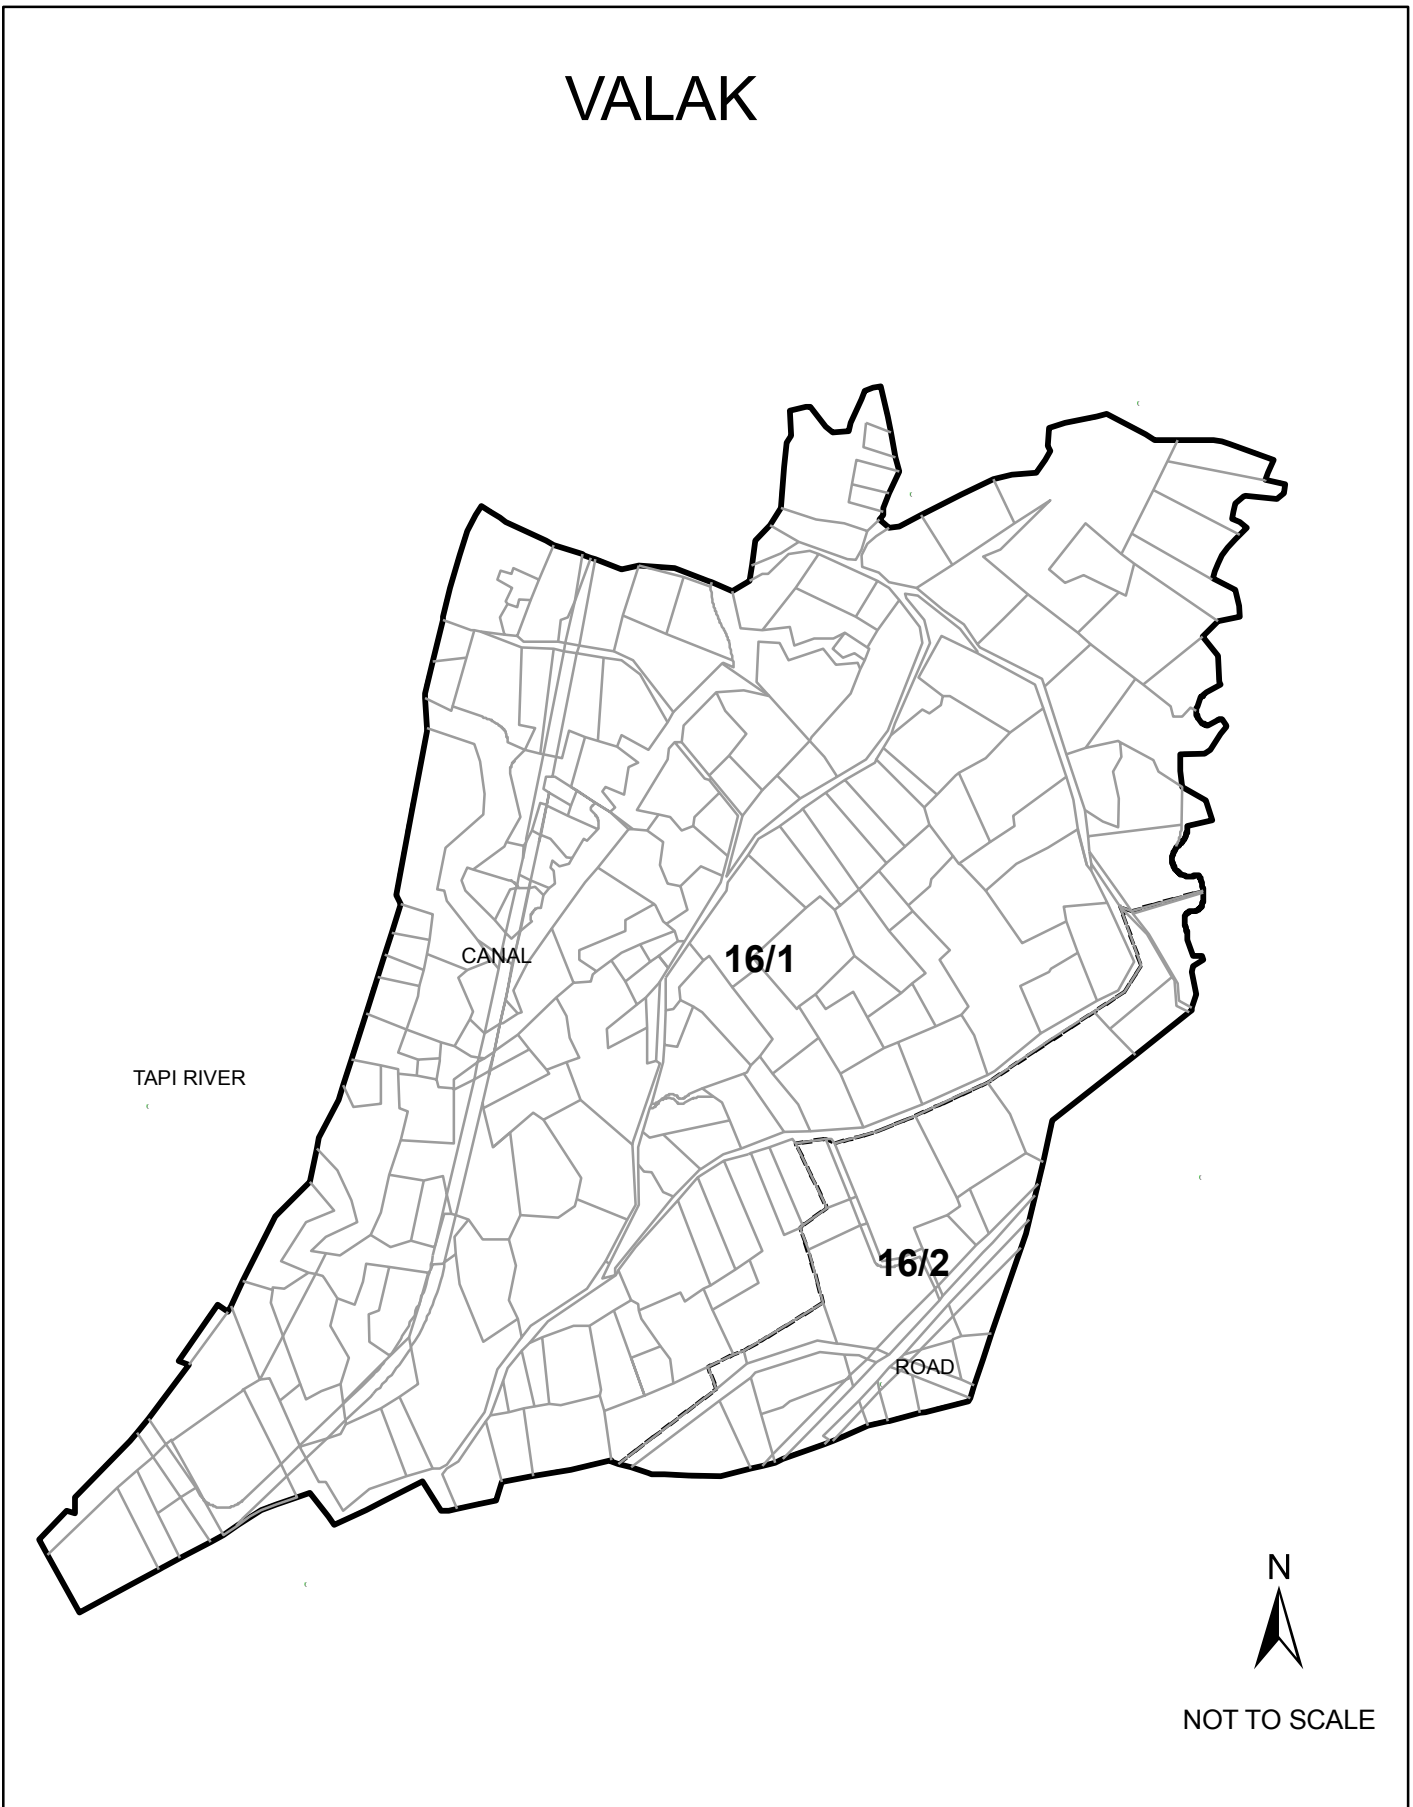 VALAK
CANAL
16/1
TAPI RIVER
16/2
ROAD
N
NOT TO SCALE